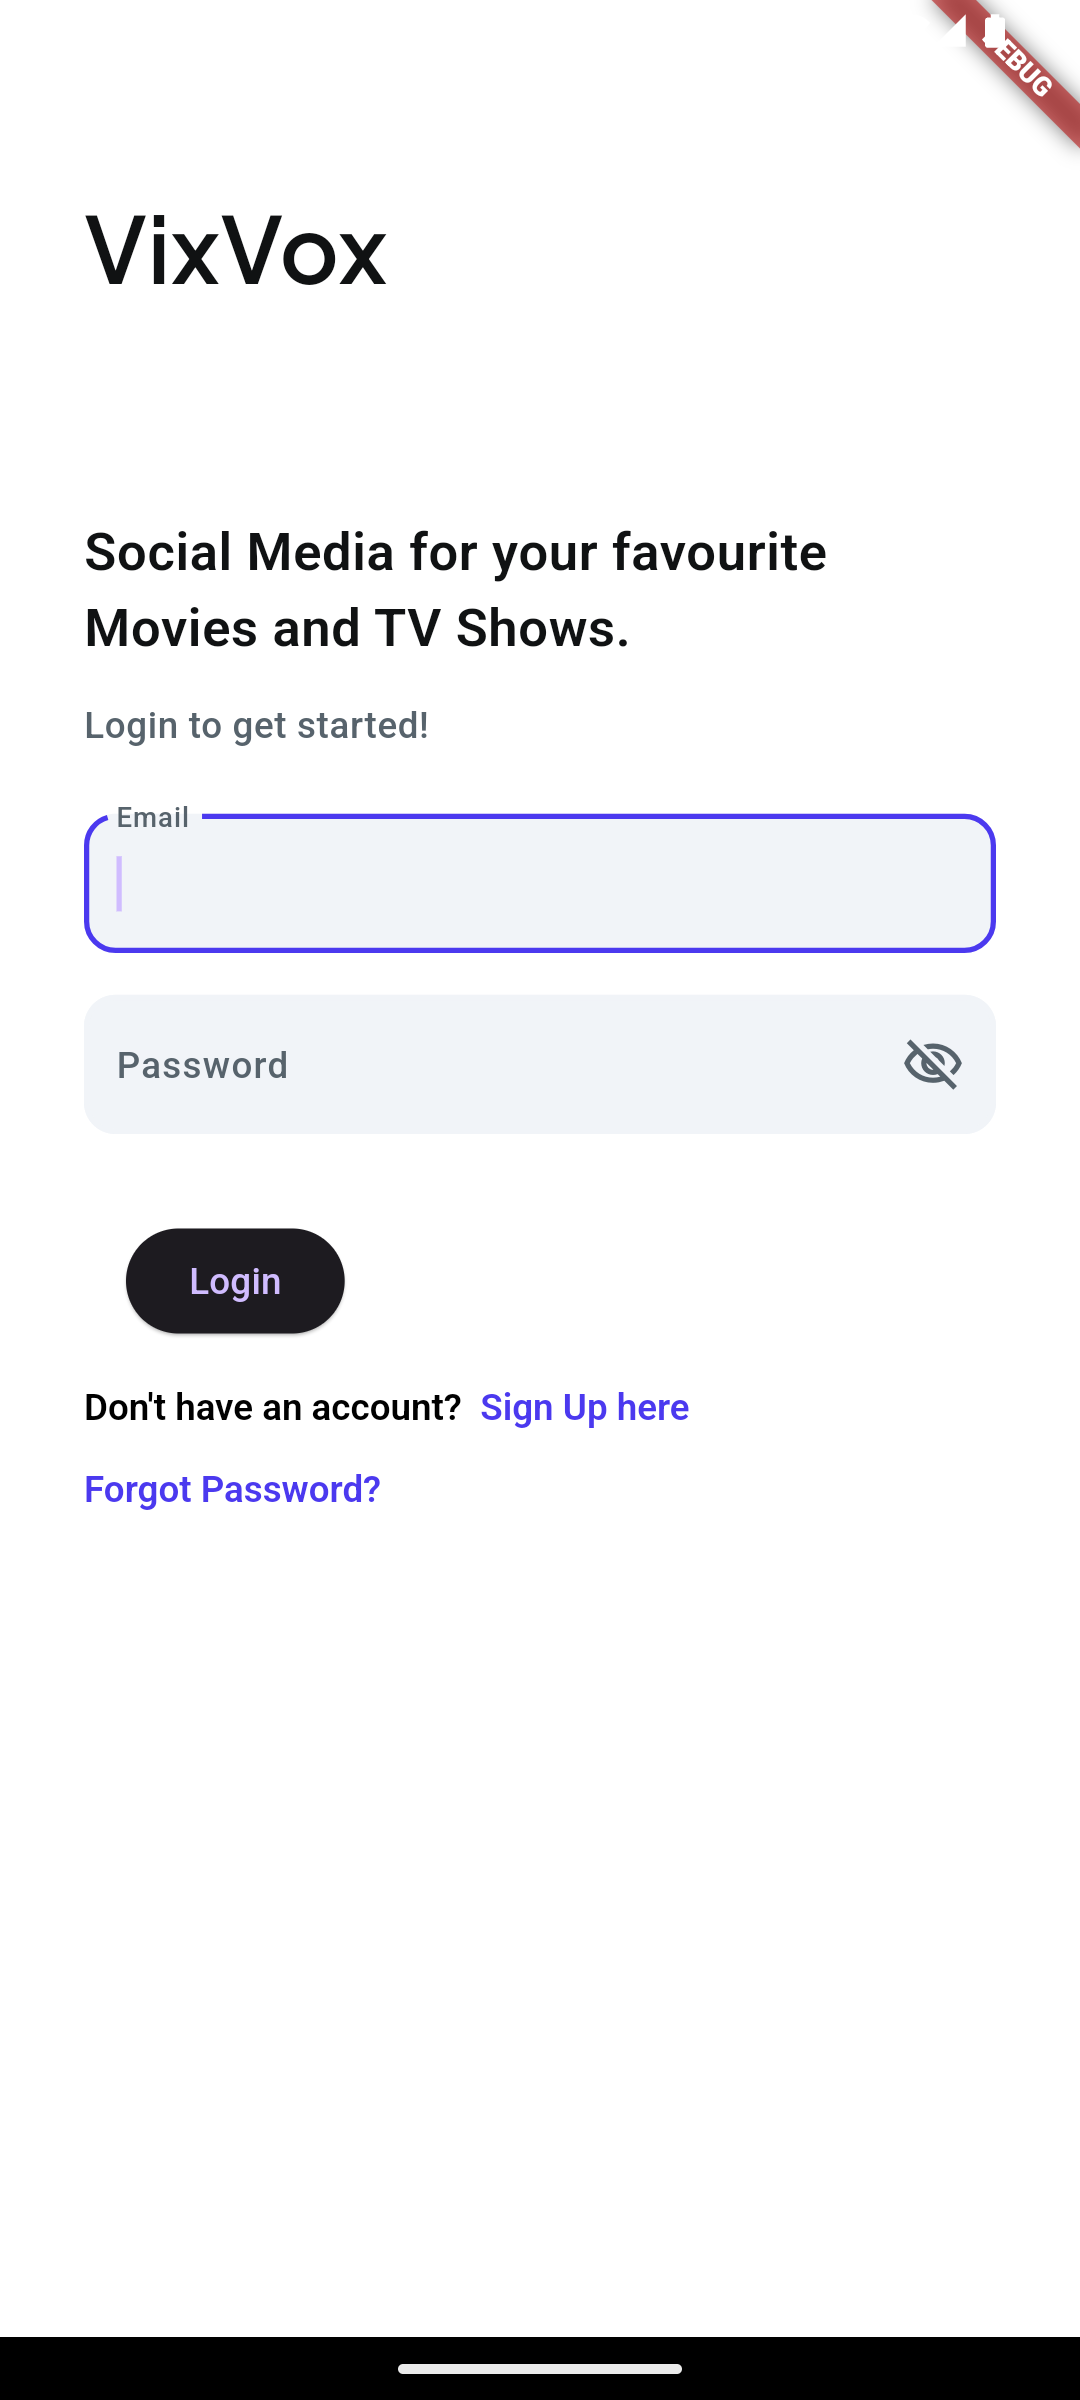 EBUG
VixVox
Social Media for your favourite
Movies and TV Shows.
Login to get started!
Email
Password
Login
Don't have an account? Sign Up here
Forgot Password?